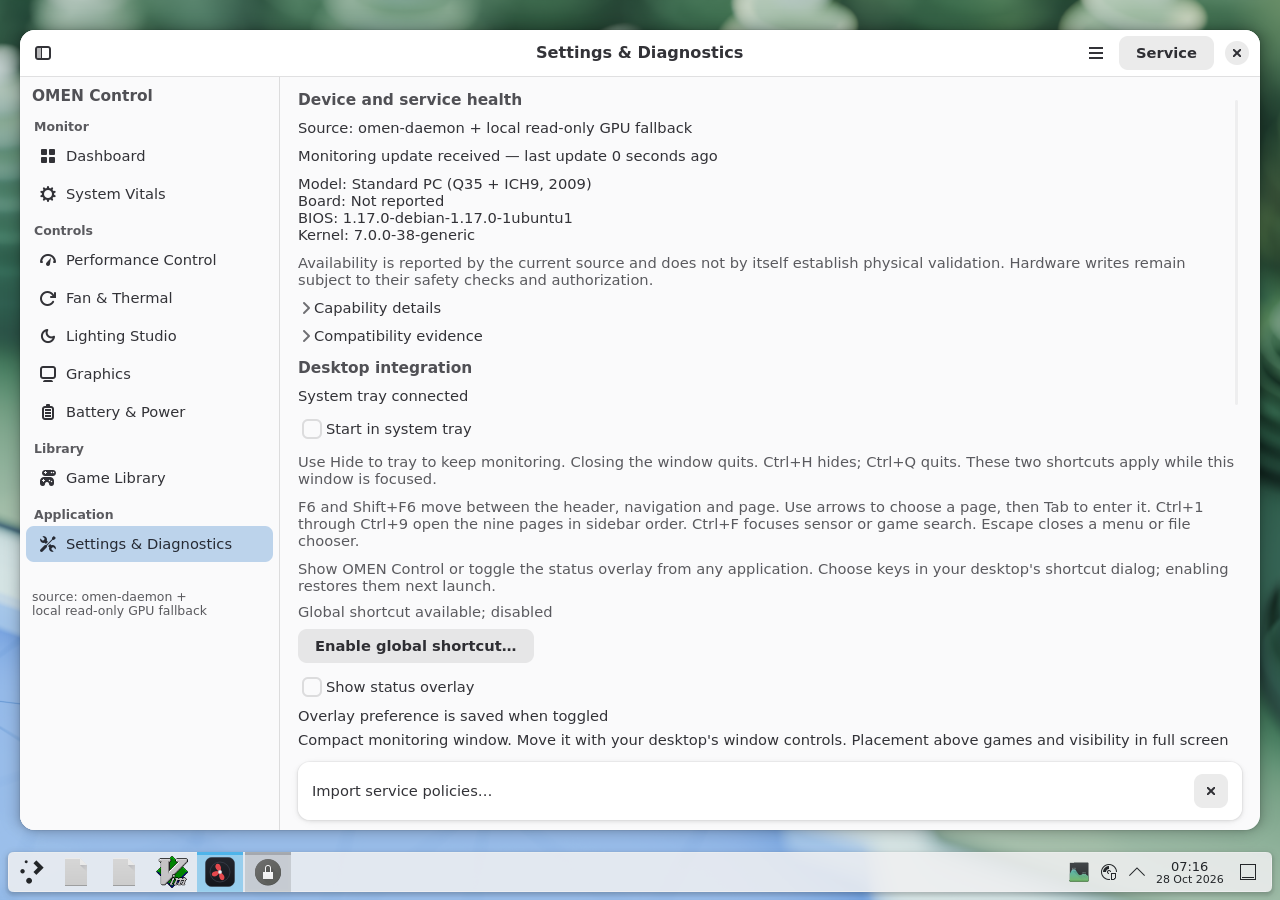 Settings & Diagnostics
Service
OMEN Control
Monitor
Dashboard
System Vitals
Controls
Performance Control
Fan & Thermal
Lighting Studio
Graphics
Battery & Power
Library
Game Library
Application
Settings & Diagnostics
source: omen-daemon +
local read-only GPU fallback
Device and service health
Source: omen-daemon + local read-only GPU fallback
Monitoring update received — last update 0 seconds ago
Model: Standard PC (Q35 + ICH9, 2009)
Board: Not reported
BIOS: 1.17.0-debian-1.17.0-1ubuntu1
Kernel: 7.0.0-38-generic
Availability is reported by the current source and does not by itself establish physical validation. Hardware writes remain
subject to their safety checks and authorization.
Capability details
Compatibility evidence
Desktop integration
System tray connected
Start in system tray
Use Hide to tray to keep monitoring. Closing the window quits. Ctrl+H hides; Ctrl+Q quits. These two shortcuts apply while this
window is focused.
F6 and Shift+F6 move between the header, navigation and page. Use arrows to choose a page, then Tab to enter it. Ctrl+1
through Ctrl+9 open the nine pages in sidebar order. Ctrl+F focuses sensor or game search. Escape closes a menu or file
chooser.
Show OMEN Control or toggle the status overlay from any application. Choose keys in your desktop's shortcut dialog; enabling
restores them next launch.
Global shortcut available; disabled
Enable global shortcut…
Show status overlay
Overlay preference is saved when toggled
Compact monitoring window. Move it with your desktop's window controls. Placement above games and visibility in full screen
Import service policies…
07:16
28 Oct 2026